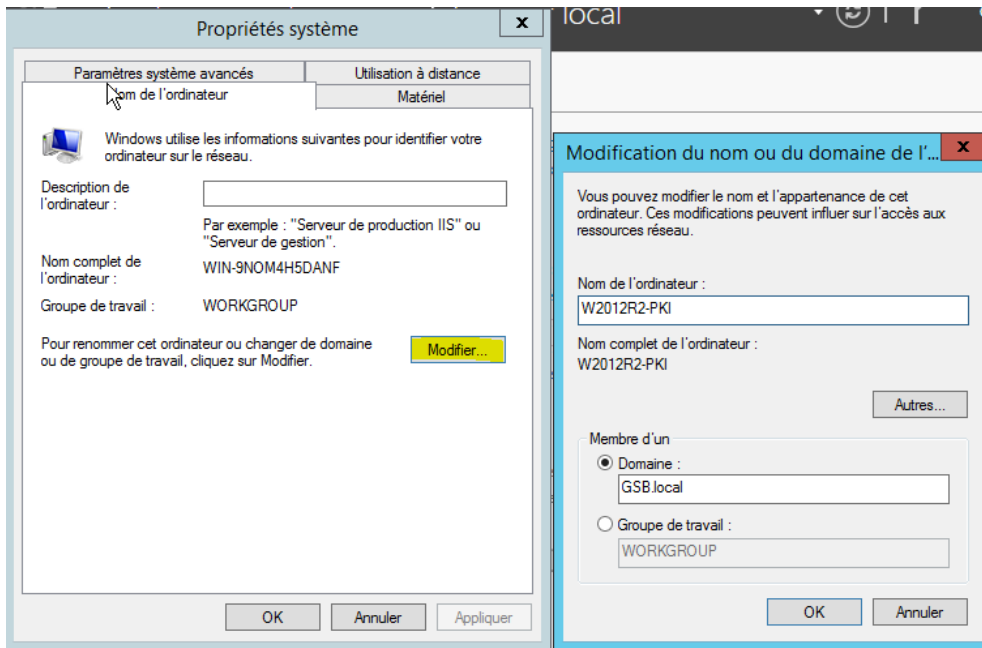 local
Propriétés système
x
Paramètres système avancés
Utilisation à distance
Nom de l'ordinateur
Matériel
Windows utilise les informations suivantes pour identifier votre
ordinateur sur le réseau.
Description de
l'ordinateur :
Par exemple : "Serveur de production IIS" ou
"Serveur de gestion".
Nom complet de
l'ordinateur :
WIN-9NOM4H5DANF
Groupe de travail :
WORKGROUP
Pour renommer cet ordinateur ou changer de domaine
ou de groupe de travail, cliquez sur Modifier.
Modifier...
OK
Annuler
Appliquer
Modification du nom ou du domaine de l'...
x
Vous pouvez modifier le nom et l'appartenance de cet
ordinateur. Ces modifications peuvent influer sur l'accès aux
ressources réseau.
Nom de l'ordinateur :
W2012R2-PKI
Nom complet de l'ordinateur :
W2012R2-PKI
Autres...
Membre d'un
Domaine :
GSB.local
Groupe de travail :
WORKGROUP
OK
Annuler